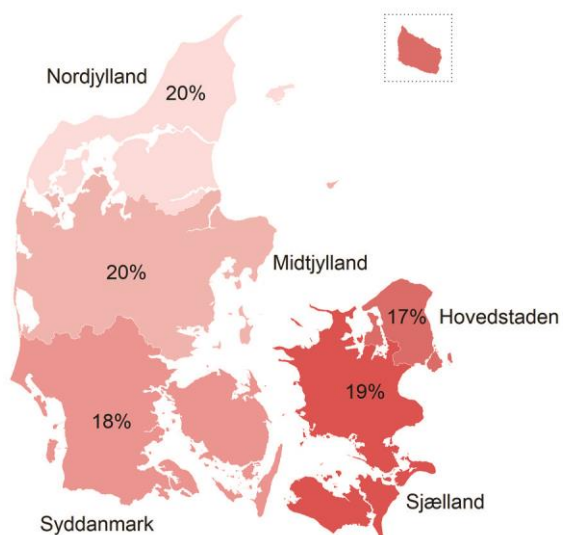 Nordjylland
20%
Midtjylland
20%
Hovedstaden
17%
19%
18%
Sjælland
Syddanmark